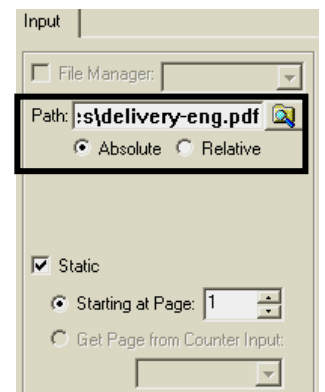 Input
File Manager:
Path: :s\delivery-eng.pdf
Absolute Relative
Static
Starting at Page: 1
Get Page from Counter Input: